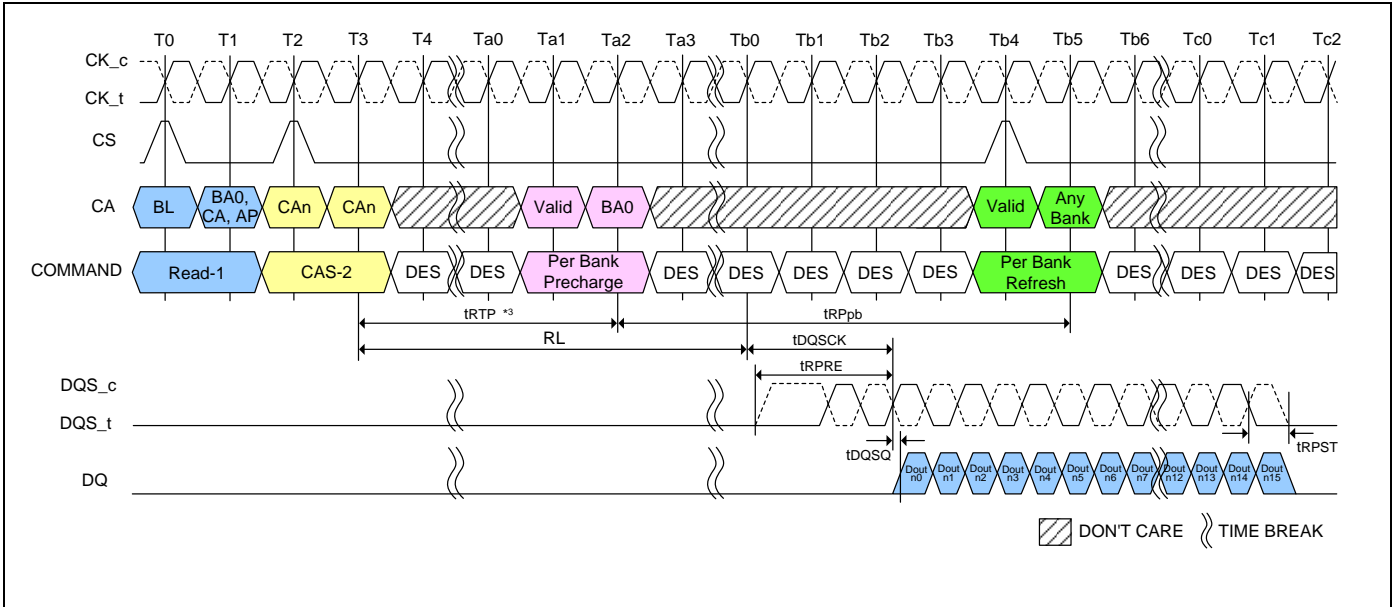 T0 T1 T2 T3 T4 Ta0 Ta1 Ta2 Ta3 Tb0 Tb1 Tb2 Tb3 Tb4 Tb5 Tb6 Tc0 Tc1 Tc2
CK_c
CK_t
CS
CA BL BA0, CA, AP CAn CAn Valid BA0 Valid Any Bank
COMMAND Read-1 CAS-2 DES DES Per Bank Precharge DES DES DES DES DES Per Bank Refresh DES DES DES DES
tRTP *3 tRPpb
RL tDQSCK
tRPRE
DQS_c
DQS_t
tDQSQ tRPST
DQ Dout n0 Dout n1 Dout n2 Dout n3 Dout n4 Dout n5 Dout n6 Dout n7 Dout n12 Dout n13 Dout n14 Dout n15
DON'T CARE TIME BREAK